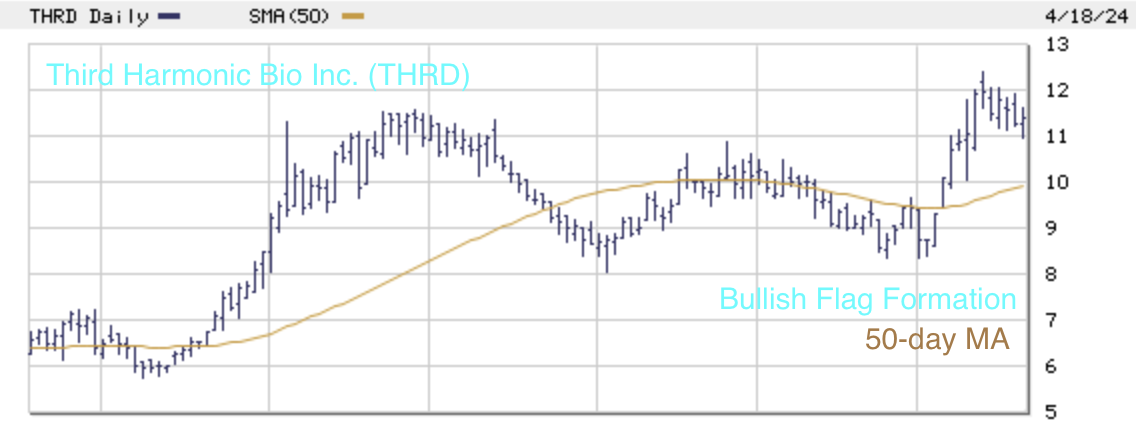 THRD Daily SMA(50) 4/18/24
13
Third Harmonic Bio Inc. (THRD)
12
11
10
9
8
Bullish Flag Formation
7
50-day MA
6
5